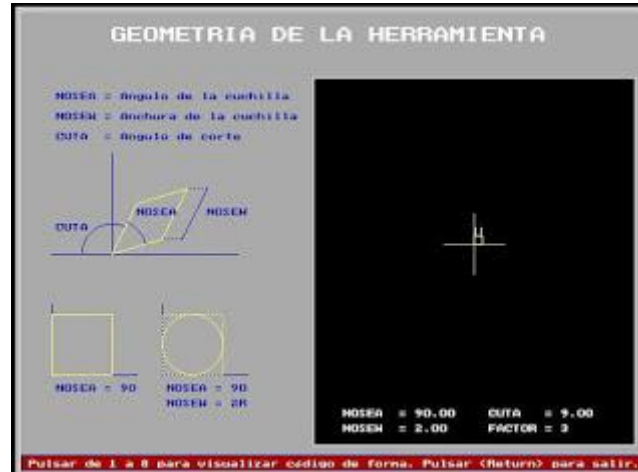 GEOMETRIA DE LA HERRAMIENTA
NOSEA = Angulo de la cuchilla
NOSEW = Anchura de la cuchilla
CUTA = Angulo de corte
NOSEA
NOSEW
CUTA
NOSEA = 90
NOSEA = 90
NOSEW = 2R
NOSEA = 90.00 CUTA = 9.00
NOSEW = 2.00 FACTOR = 3
Pulsar de 1 a 8 para visualizar código de forma. Pulsar (Return) para salir